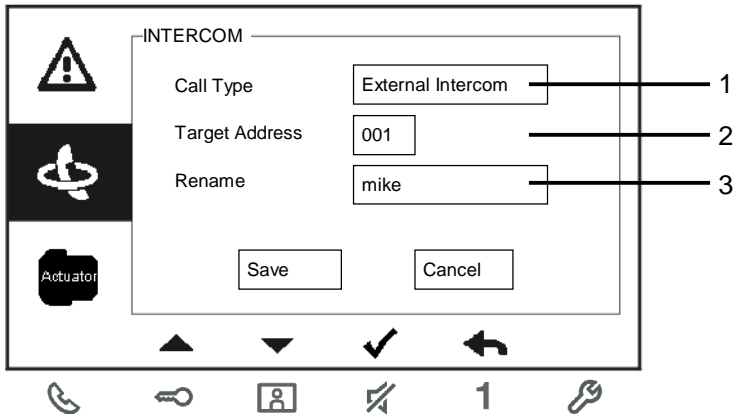 INTERCOM
Call Type External Intercom 1
Target Address 001 2
Rename mike 3
Save Cancel
Actuator
1